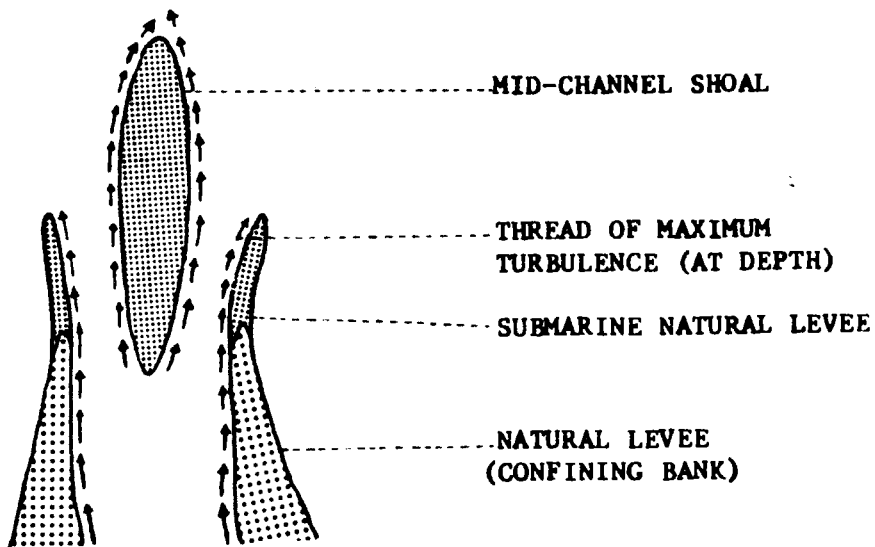 MID-CHANNEL SHOAL
THREAD OF MAXIMUM
TURBULENCE (AT DEPTH)
SUBMARINE NATURAL LEVEE
NATURAL LEVEE
(CONFINING BANK)